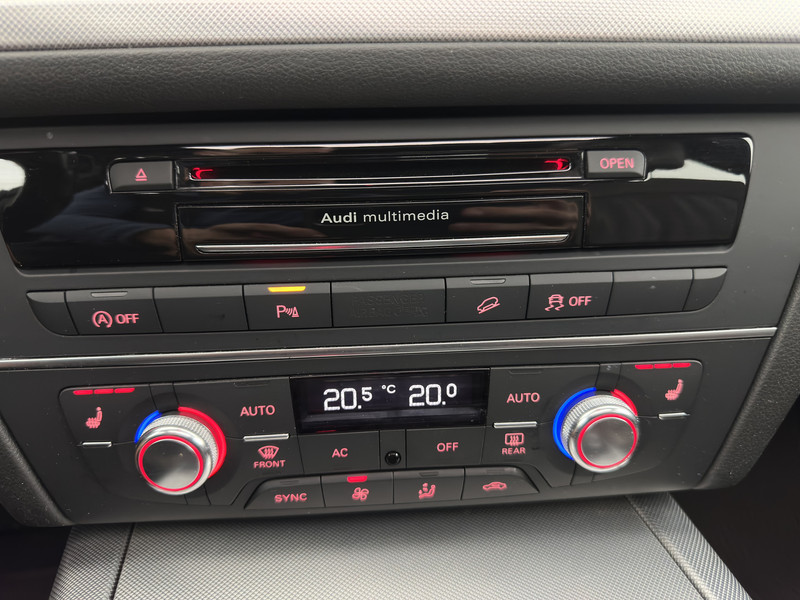 OPEN
Audi multimedia
A OFF
P
OFF
20.5 °C 20.0
AUTO
AUTO
FRONT
AC
OFF
REAR
SYNC